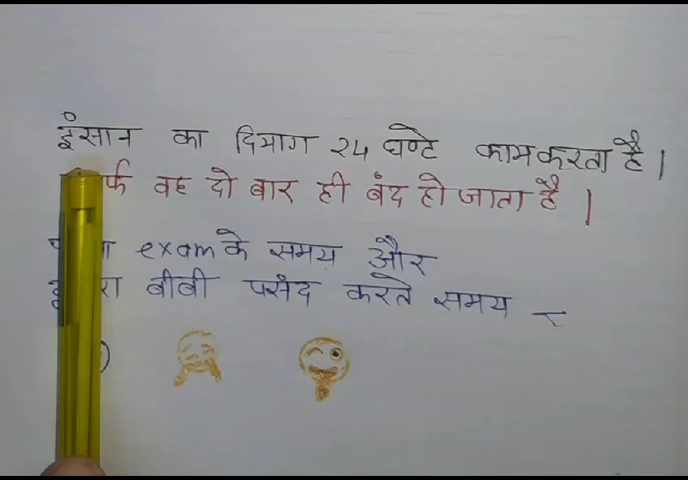 इंसान का दिमाग २४ घण्टे काम करता है।
वह दो बार ही बंद हो जाता है।
exam के समय और
बीबी पसंद करते समय